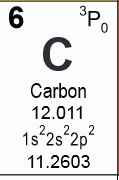 6 ³P₀
C
Carbon
12.011
1s²2s²2p²
11.2603